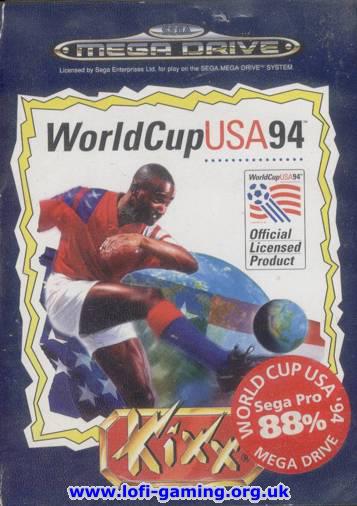 SEGA
MEGA DRIVE
Licensed by Sega Enterprises Ltd. for play on the SEGA MEGA DRIVE™ SYSTEM.
WorldCupUSA94™
WorldCupUSA94™
Official
Licensed
Product
WORLD CUP USA '94
Sega Pro
88%
MEGA DRIVE
Kixx
www.lofi-gaming.org.uk